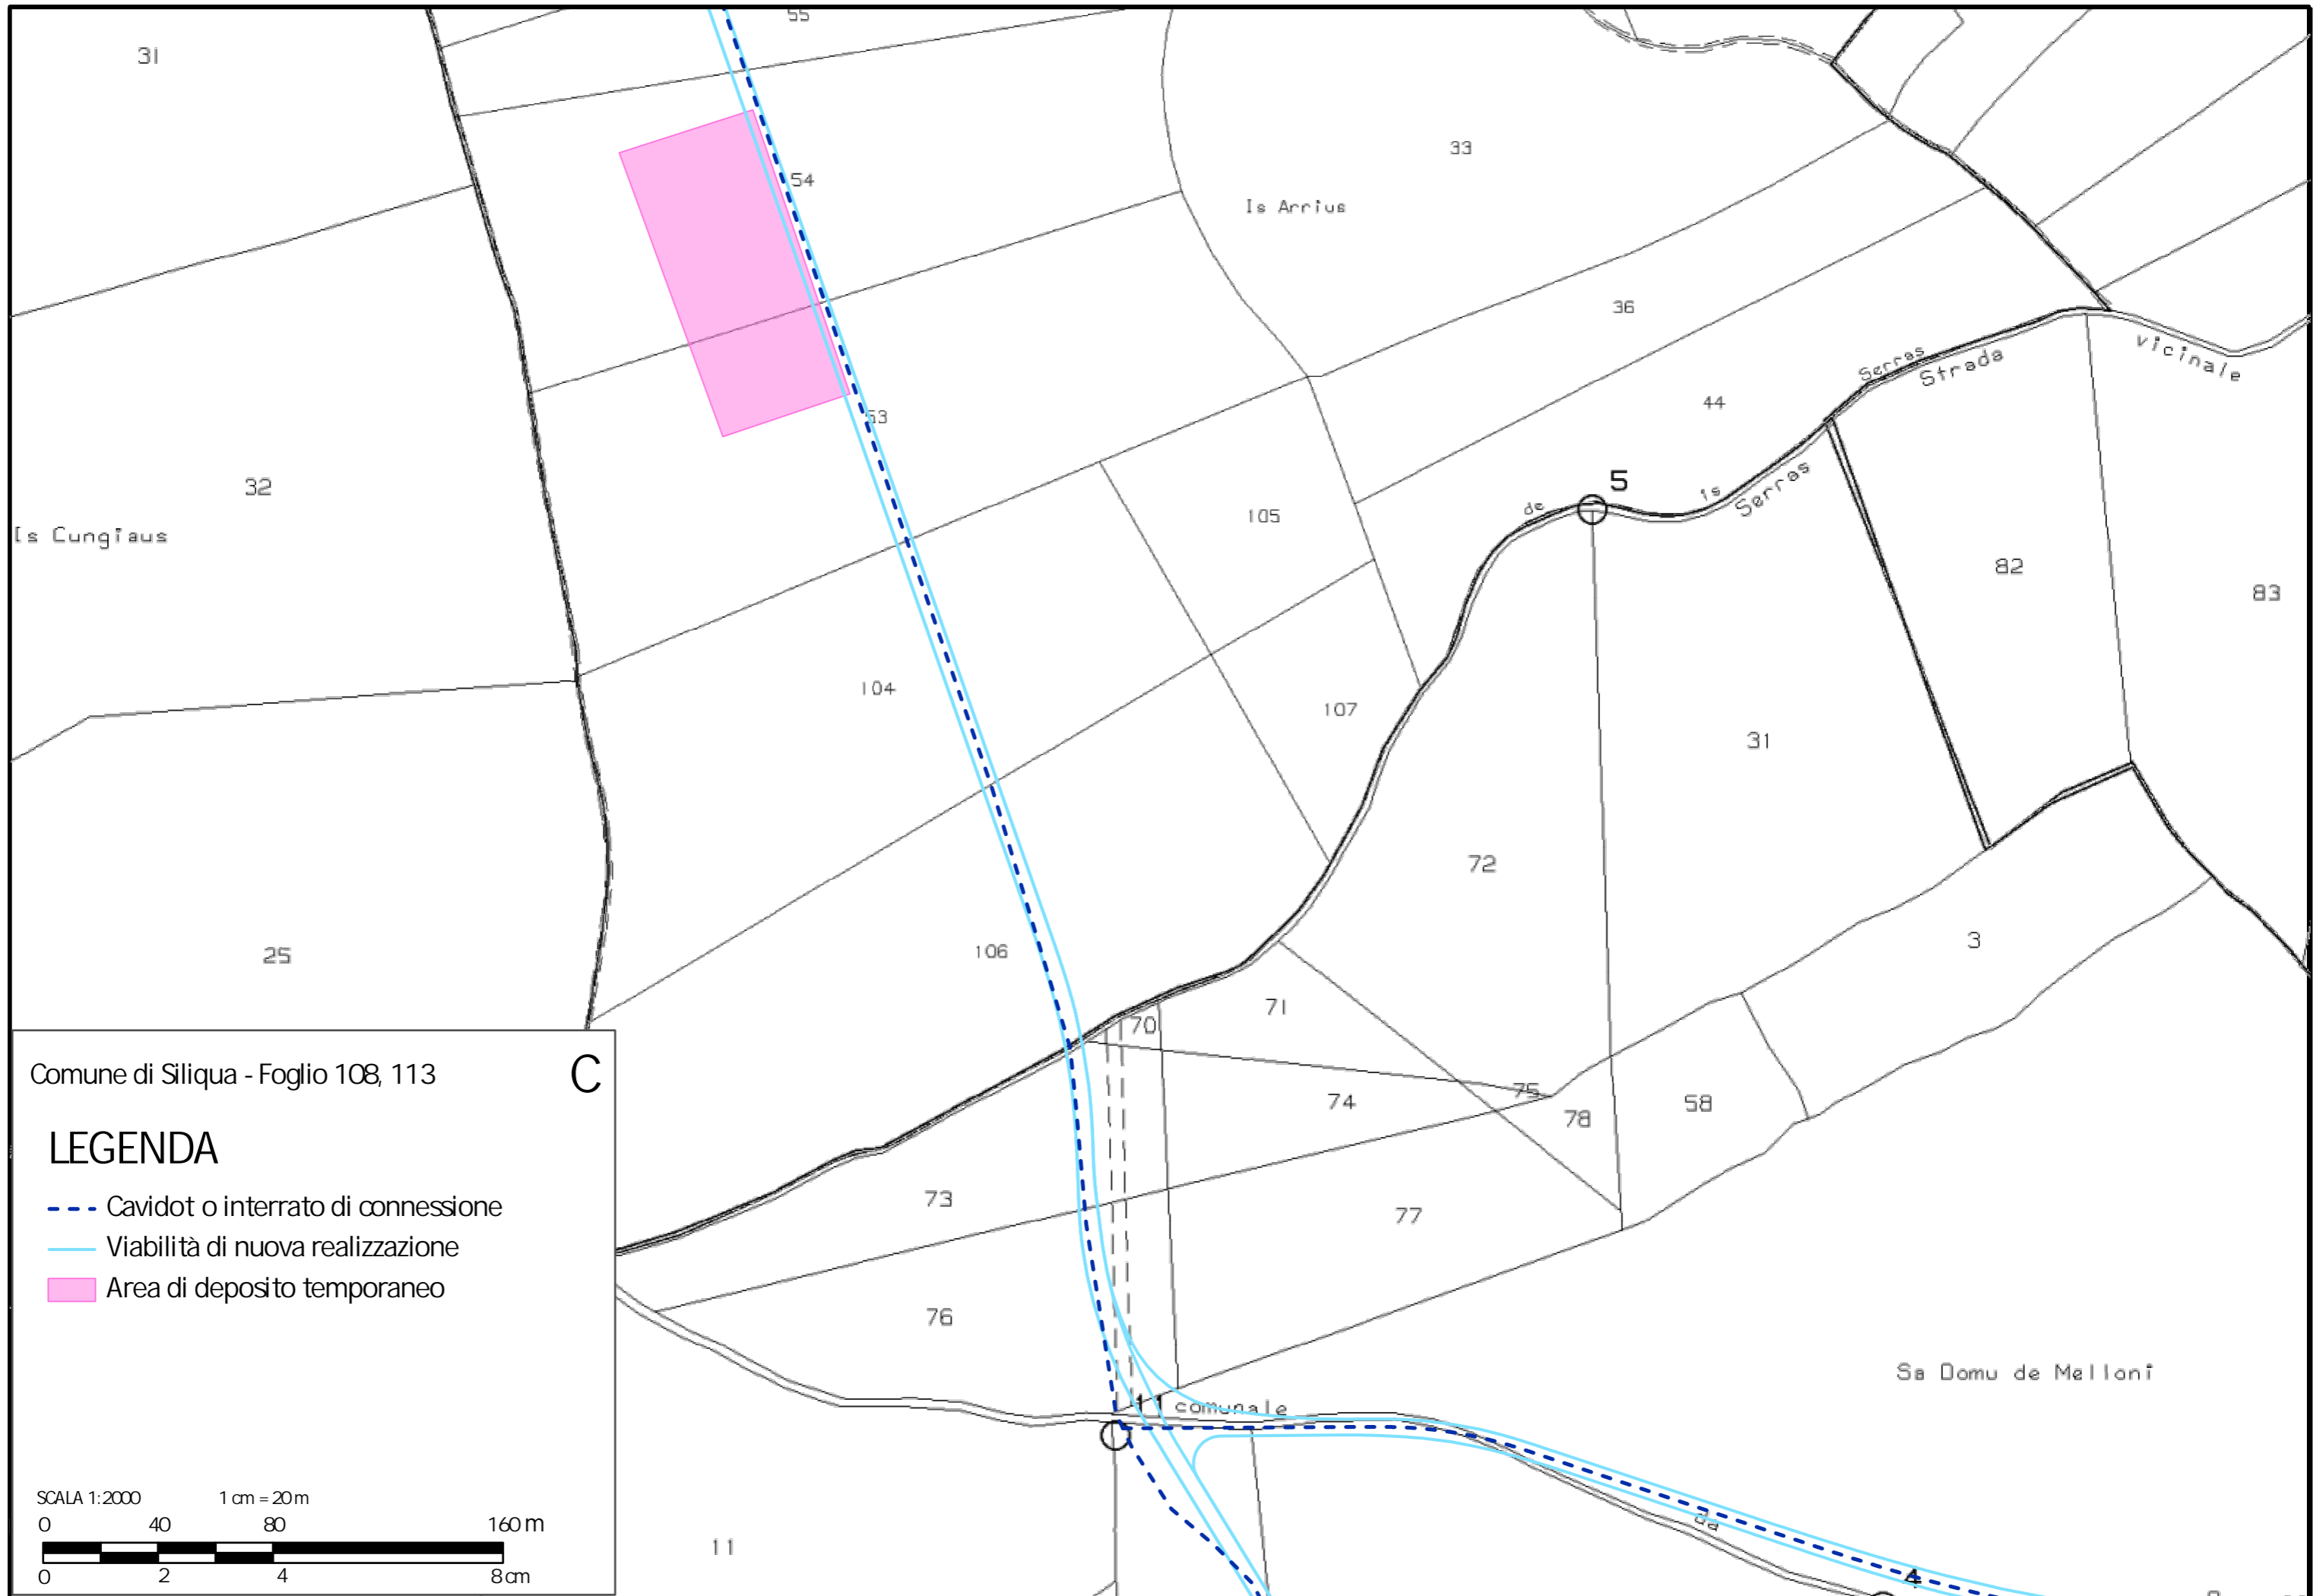 55
31
33
54
Is Arrius
36
Serras
Strada
vicinale
44
53
5
32
is
Serras
de
105
Is Cungiaus
82
83
104
107
31
72
3
106
25
71
70
Comune di Siliqua - Foglio 108, 113
C
75
74
58
78
LEGENDA
Cavidot o interrato di connessione
73
77
Viabilità di nuova realizzazione
Area di deposito temporaneo
76
Sa Domu de Melloni
11
comunale
SCALA 1:2000 1 cm = 20 m
0 40 80 160 m
da
11
0 2 4 8 cm
4